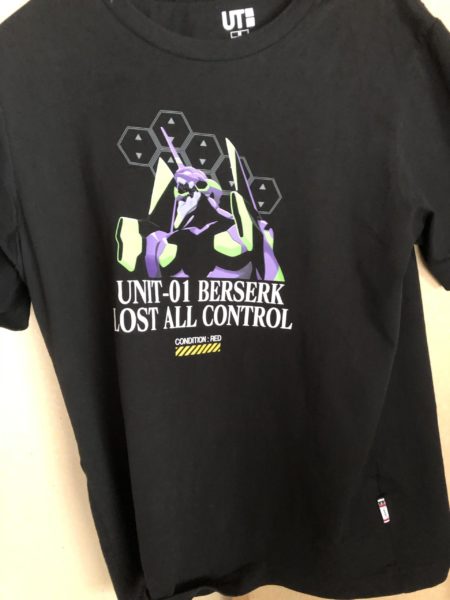 UT
UNIT-01 BERSERK
LOST ALL CONTROL
CONDITION : RED